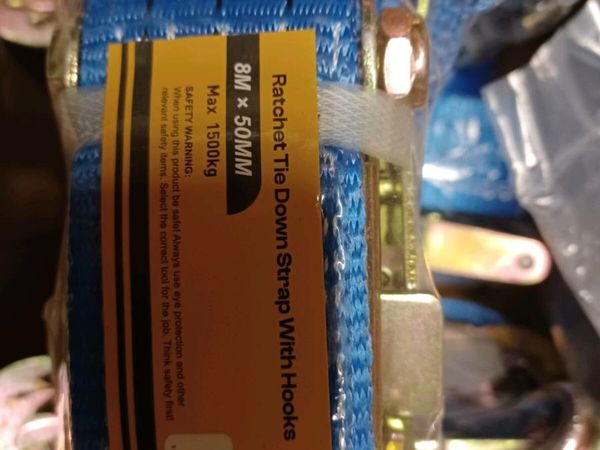 Ratchet Tie Down Strap With Hooks
8M × 50MM
Max 1500kg
SAFETY WARNING:
When using this product be safe! Always use eye protection and other
relevant safety items. Select the correct tool for the job. Think safety first!